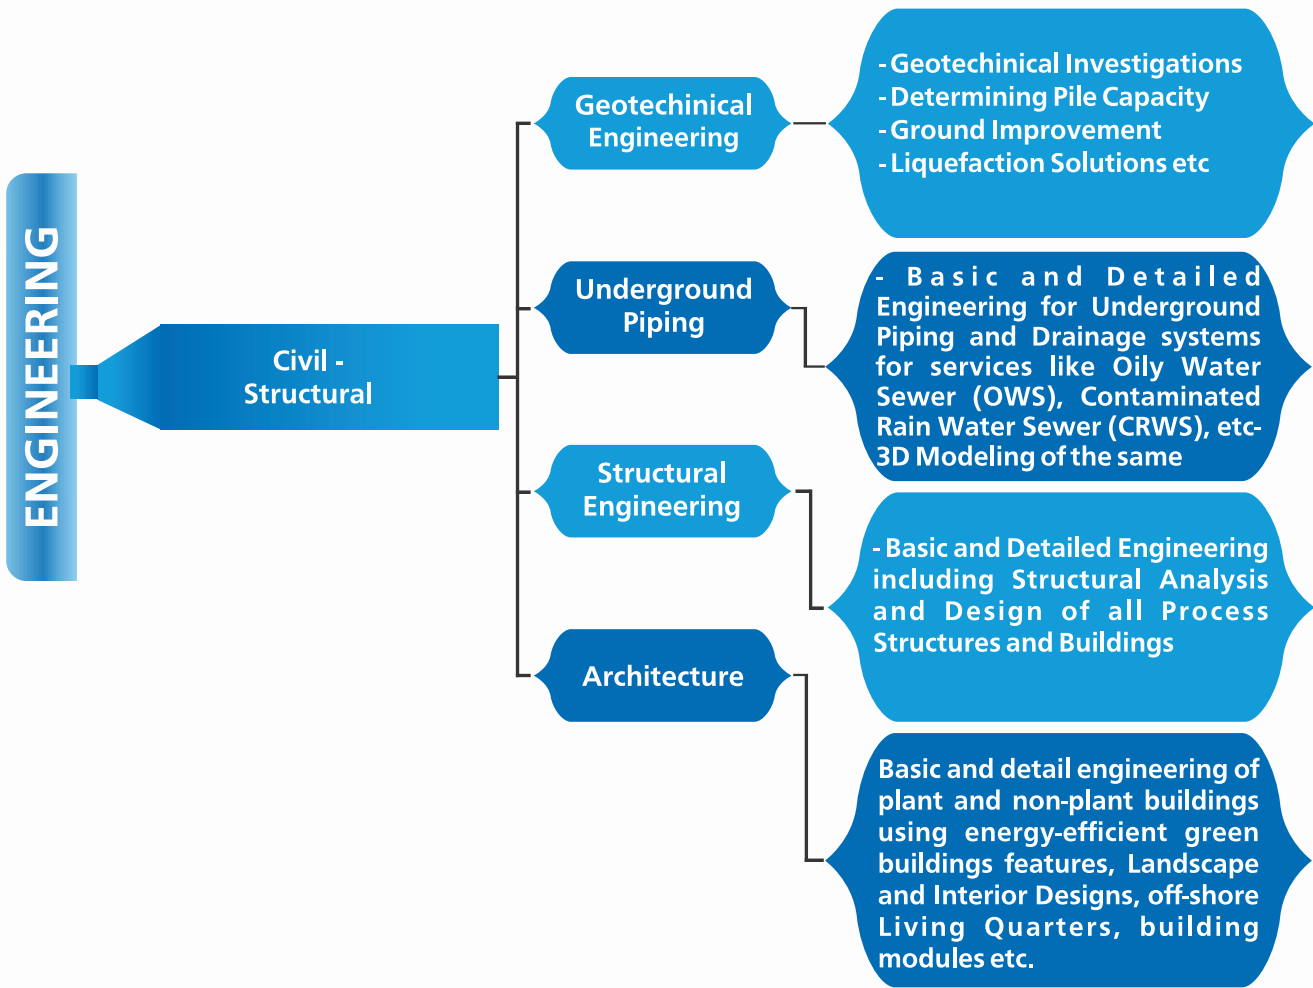 ENGINEERING
Civil -
Structural
Geotechinical
Engineering
- Geotechinical Investigations
- Determining Pile Capacity
- Ground Improvement
- Liquefaction Solutions etc
Underground
Piping
- Basic and Detailed
Engineering for Underground
Piping and Drainage systems
for services like Oily Water
Sewer (OWS), Contaminated
Rain Water Sewer (CRWS), etc-
3D Modeling of the same
Structural
Engineering
- Basic and Detailed Engineering
including Structural Analysis
and Design of all Process
Structures and Buildings
Architecture
Basic and detail engineering of
plant and non-plant buildings
using energy-efficient green
buildings features, Landscape
and Interior Designs, off-shore
Living Quarters, building
modules etc.